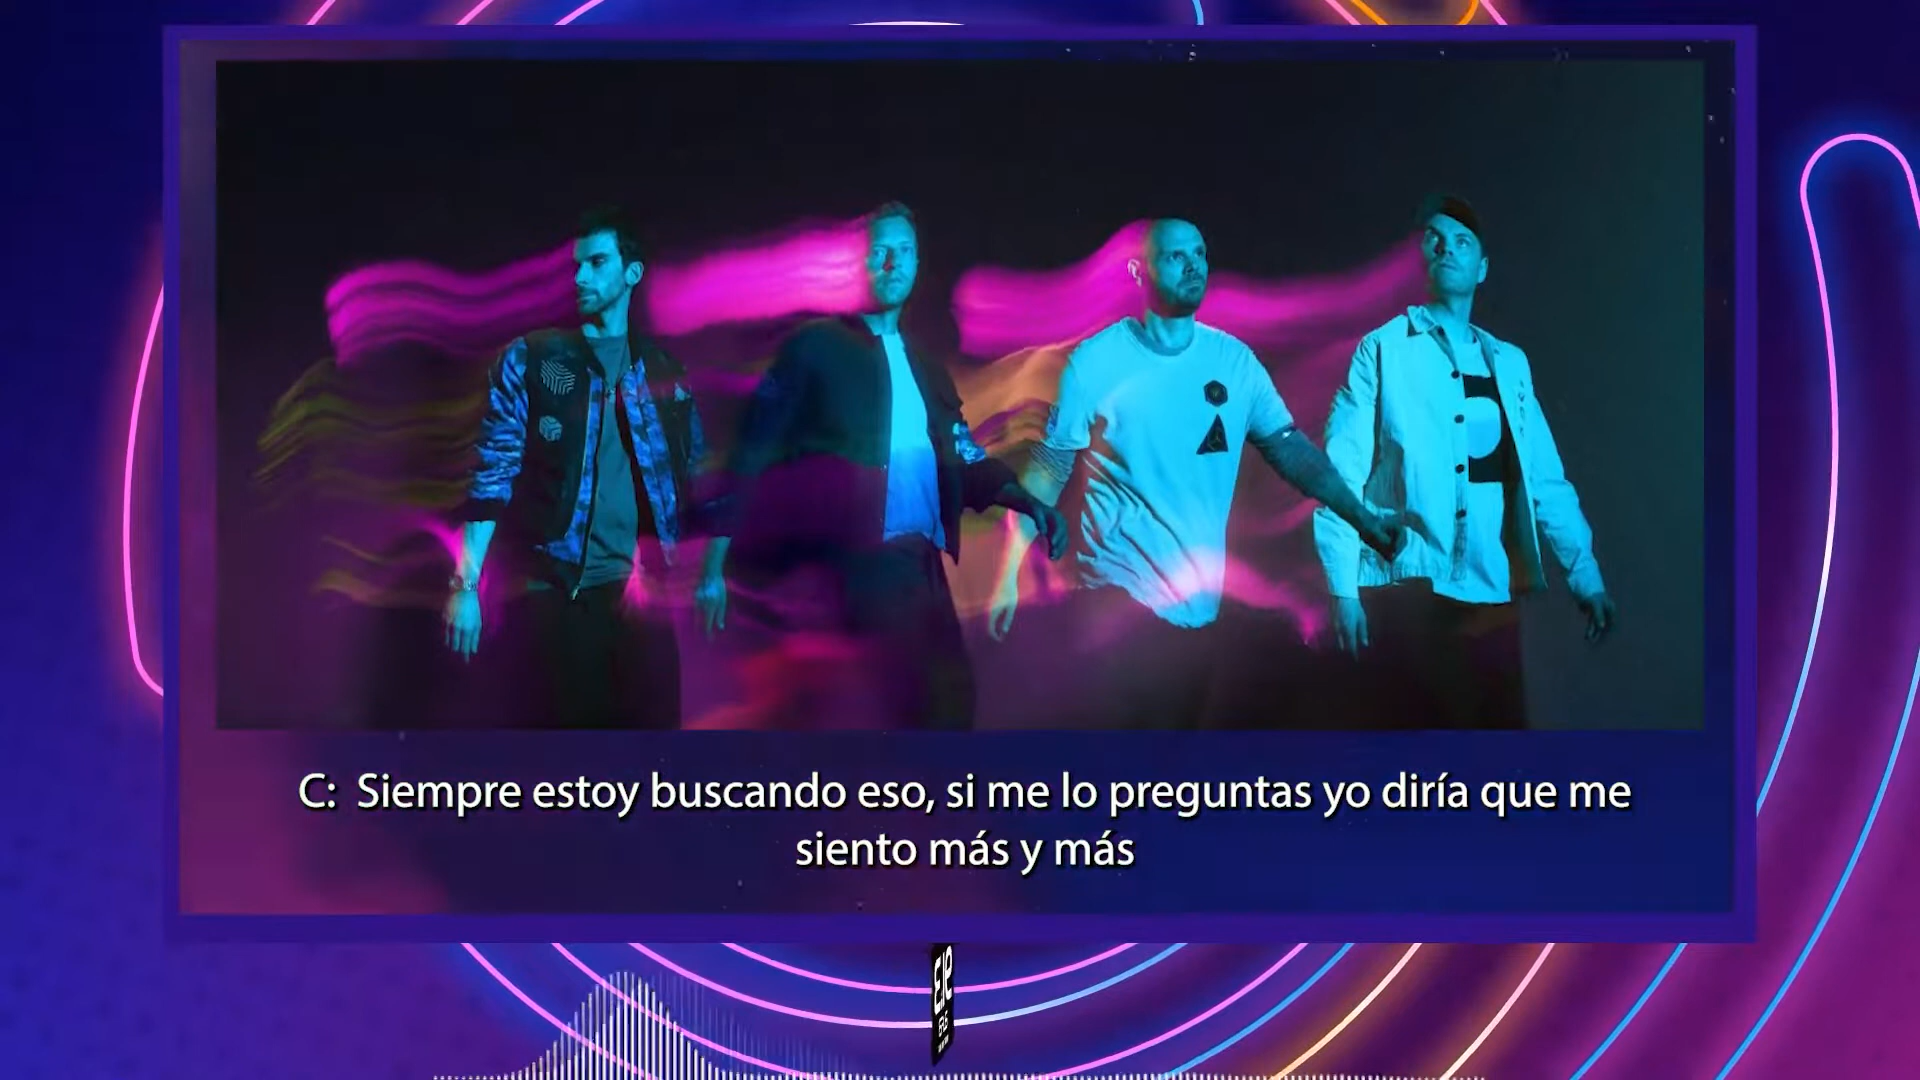 C: Siempre estoy buscando eso, si me lo preguntas yo diría que me
siento más y más